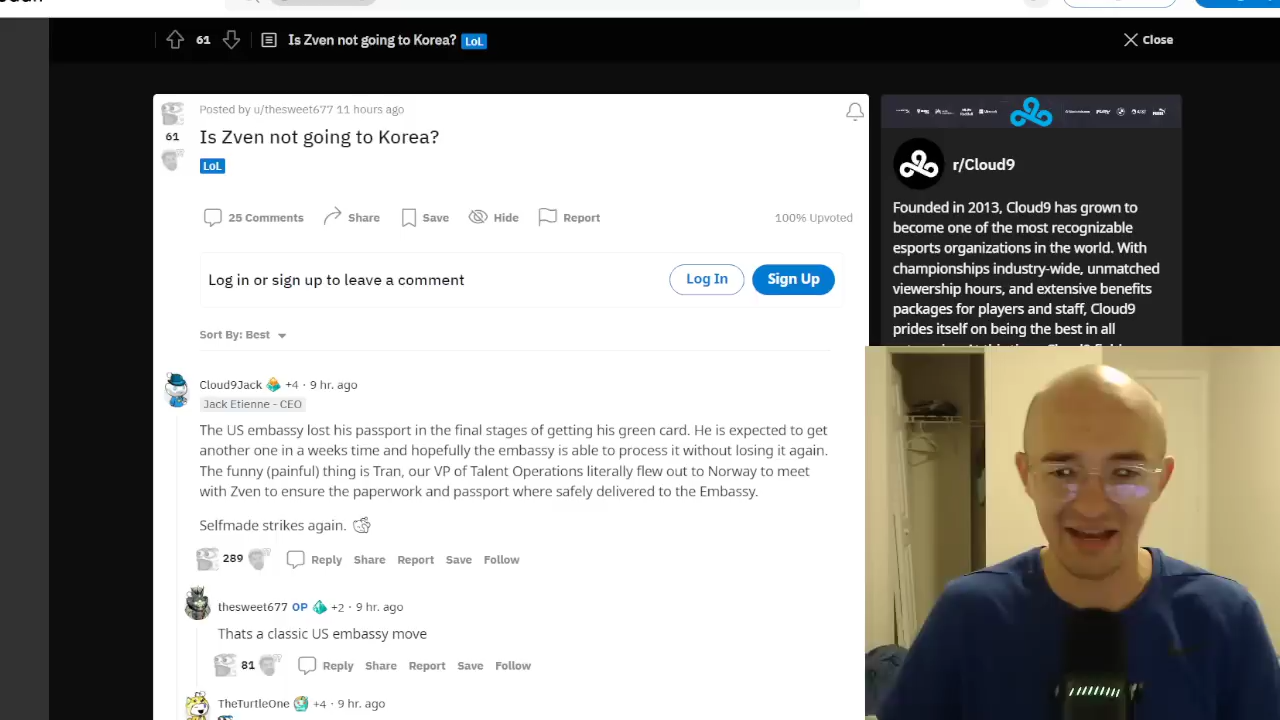 61 Is Zven not going to Korea? LoL Close
Posted by u/thesweet677 11 hours ago
61 Is Zven not going to Korea?
LoL
25 Comments Share Save Hide Report 100% Upvoted
Log in or sign up to leave a comment Log In Sign Up
Sort By: Best
Cloud9Jack +4 · 9 hr. ago
Jack Etienne - CEO
The US embassy lost his passport in the final stages of getting his green card. He is expected to get
another one in a weeks time and hopefully the embassy is able to process it without losing it again.
The funny (painful) thing is Tran, our VP of Talent Operations literally flew out to Norway to meet
with Zven to ensure the paperwork and passport where safely delivered to the Embassy.
Selfmade strikes again.
289 Reply Share Report Save Follow
thesweet677 OP +2 · 9 hr. ago
Thats a classic US embassy move
81 Reply Share Report Save Follow
TheTurtleOne +4 · 9 hr. ago
r/Cloud9
Founded in 2013, Cloud9 has grown to
become one of the most recognizable
esports organizations in the world. With
championships industry-wide, unmatched
viewership hours, and extensive benefits
packages for players and staff, Cloud9
prides itself on being the best in all